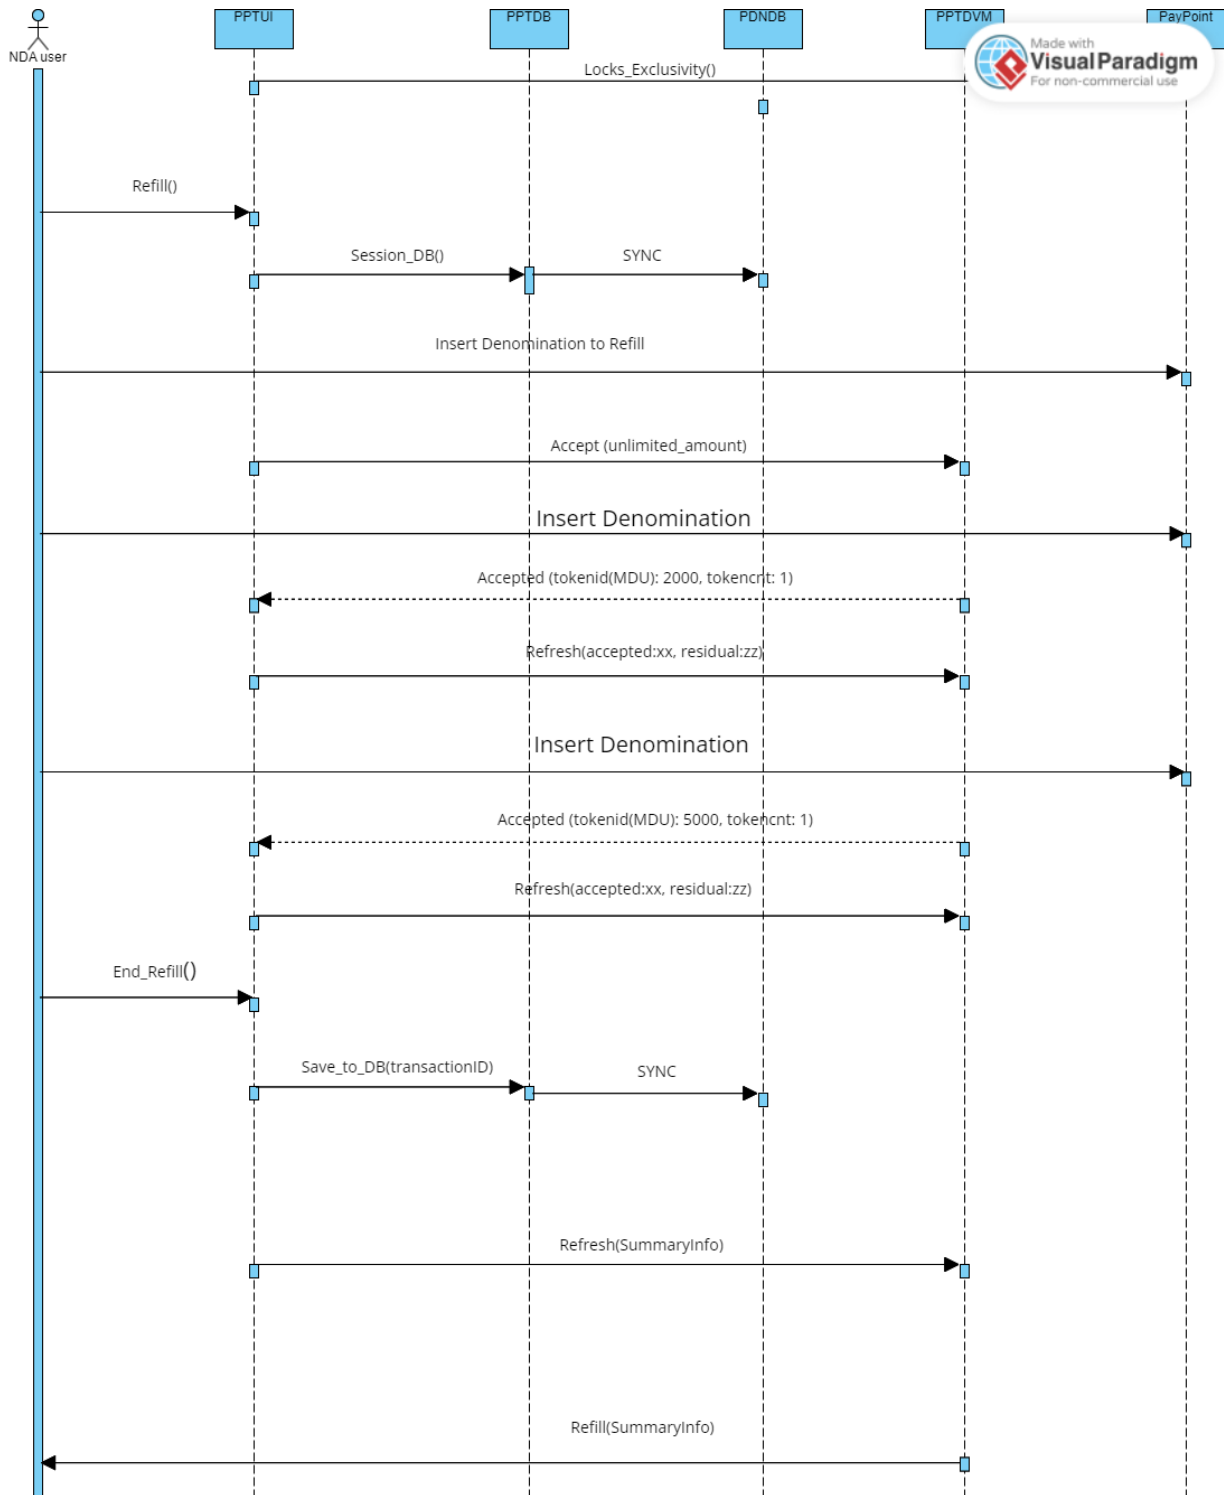 PPTUI
PPTDB
PDNDB
PPTDVM
PayPoint
NDA user
Made with
Visual Paradigm
For non-commercial use
Locks_Exclusivity()
Refill()
Session_DB()
SYNC
Insert Denomination to Refill
Accept (unlimited_amount)
Insert Denomination
Accepted (tokenid(MDU): 2000, tokencnt: 1)
Refresh(accepted:xx, residual:zz)
Insert Denomination
Accepted (tokenid(MDU): 5000, tokencnt: 1)
Refresh(accepted:xx, residual:zz)
End_Refill()
Save_to_DB(transactionID)
SYNC
Refresh(SummaryInfo)
Refill(SummaryInfo)